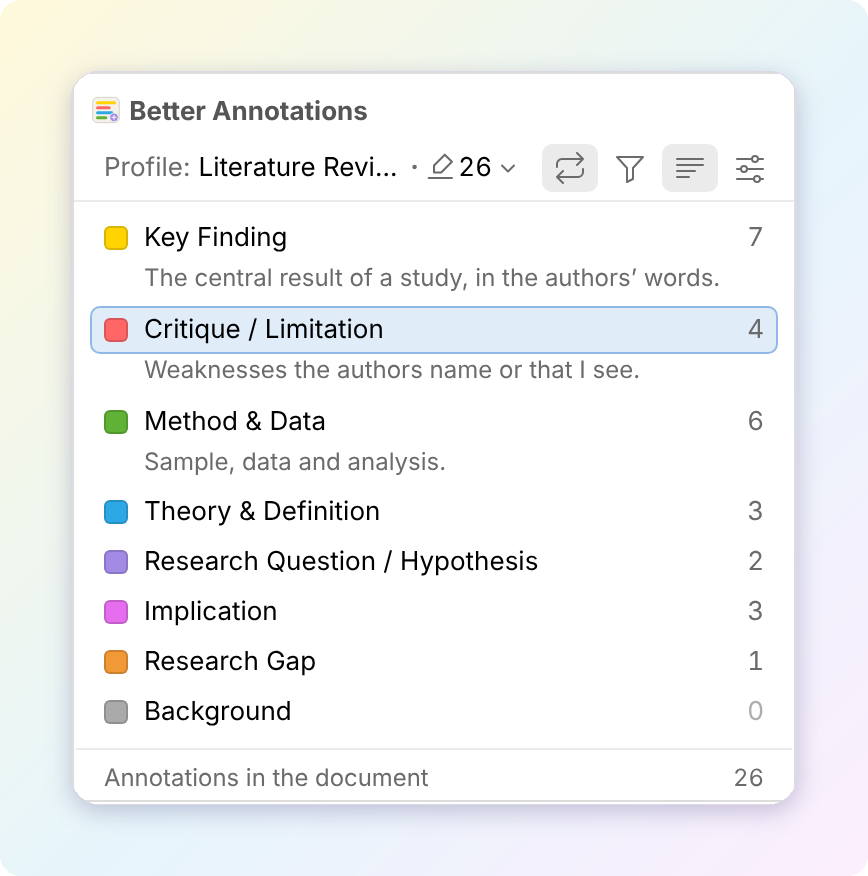 Better Annotations
Profile: Literature Revi... · 26
Key Finding 7
The central result of a study, in the authors’ words.
Critique / Limitation 4
Weaknesses the authors name or that I see.
Method & Data 6
Sample, data and analysis.
Theory & Definition 3
Research Question / Hypothesis 2
Implication 3
Research Gap 1
Background 0
Annotations in the document 26